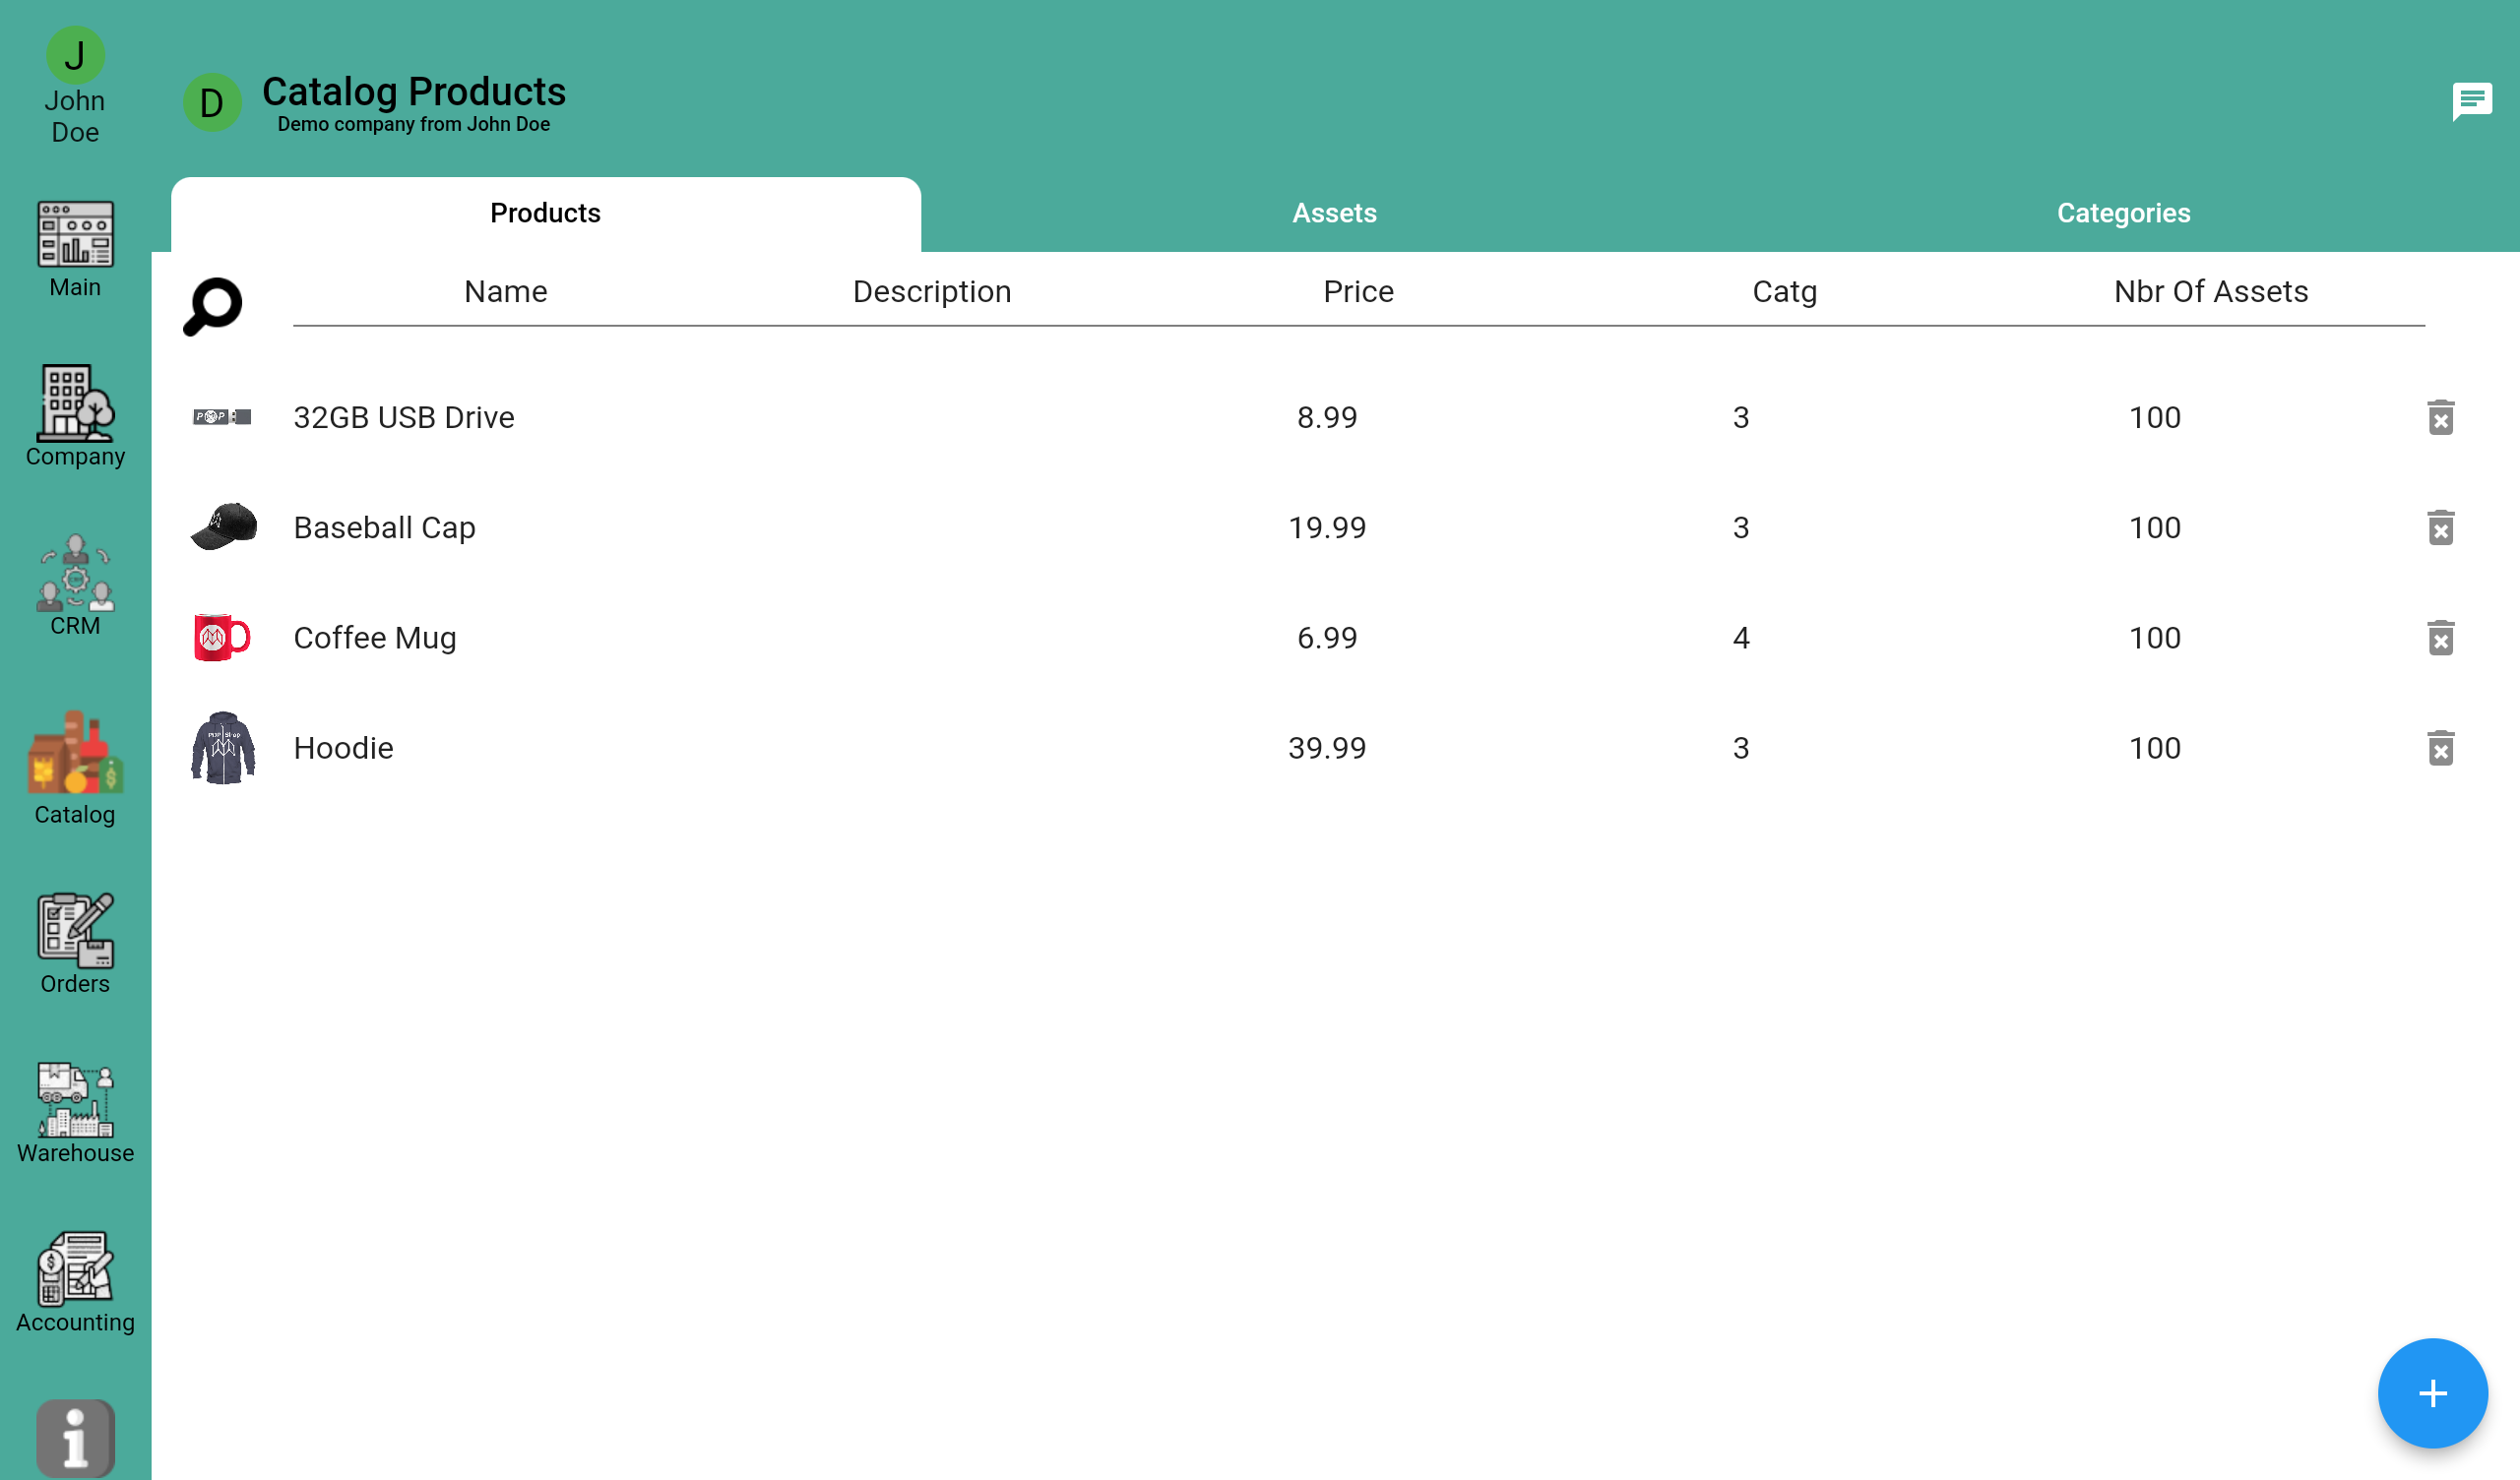 J
John
Doe
D
Catalog Products
Demo company from John Doe
Products
Assets
Categories
Main
Company
CRM
Catalog
Orders
Warehouse
Accounting
Name Description Price Catg Nbr Of Assets
32GB USB Drive 8.99 3 100
Baseball Cap 19.99 3 100
Coffee Mug 6.99 4 100
Hoodie 39.99 3 100